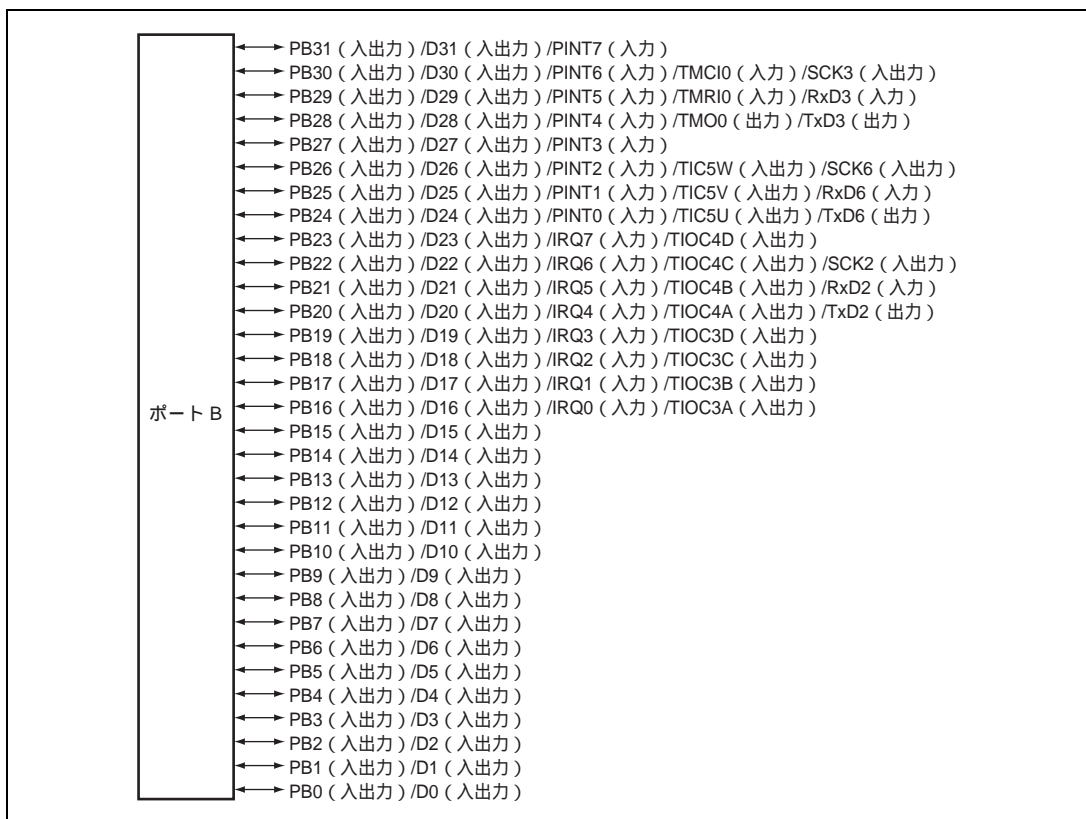 PB31（入出力）/D31（入出力）/PINT7（入力）
PB30（入出力）/D30（入出力）/PINT6（入力）/TMCI0（入力）/SCK3（入出力）
PB29（入出力）/D29（入出力）/PINT5（入力）/TMRI0（入力）/RxD3（入力）
PB28（入出力）/D28（入出力）/PINT4（入力）/TMO0（出力）/TxD3（出力）
PB27（入出力）/D27（入出力）/PINT3（入力）
PB26（入出力）/D26（入出力）/PINT2（入力）/TIC5W（入出力）/SCK6（入出力）
PB25（入出力）/D25（入出力）/PINT1（入力）/TIC5V（入出力）/RxD6（入力）
PB24（入出力）/D24（入出力）/PINT0（入力）/TIC5U（入出力）/TxD6（出力）
PB23（入出力）/D23（入出力）/IRQ7（入力）/TIOC4D（入出力）
PB22（入出力）/D22（入出力）/IRQ6（入力）/TIOC4C（入出力）/SCK2（入出力）
PB21（入出力）/D21（入出力）/IRQ5（入力）/TIOC4B（入出力）/RxD2（入力）
PB20（入出力）/D20（入出力）/IRQ4（入力）/TIOC4A（入出力）/TxD2（出力）
PB19（入出力）/D19（入出力）/IRQ3（入力）/TIOC3D（入出力）
PB18（入出力）/D18（入出力）/IRQ2（入力）/TIOC3C（入出力）
PB17（入出力）/D17（入出力）/IRQ1（入力）/TIOC3B（入出力）
ポート B
PB16（入出力）/D16（入出力）/IRQ0（入力）/TIOC3A（入出力）
PB15（入出力）/D15（入出力）
PB14（入出力）/D14（入出力）
PB13（入出力）/D13（入出力）
PB12（入出力）/D12（入出力）
PB11（入出力）/D11（入出力）
PB10（入出力）/D10（入出力）
PB9（入出力）/D9（入出力）
PB8（入出力）/D8（入出力）
PB7（入出力）/D7（入出力）
PB6（入出力）/D6（入出力）
PB5（入出力）/D5（入出力）
PB4（入出力）/D4（入出力）
PB3（入出力）/D3（入出力）
PB2（入出力）/D2（入出力）
PB1（入出力）/D1（入出力）
PB0（入出力）/D0（入出力）